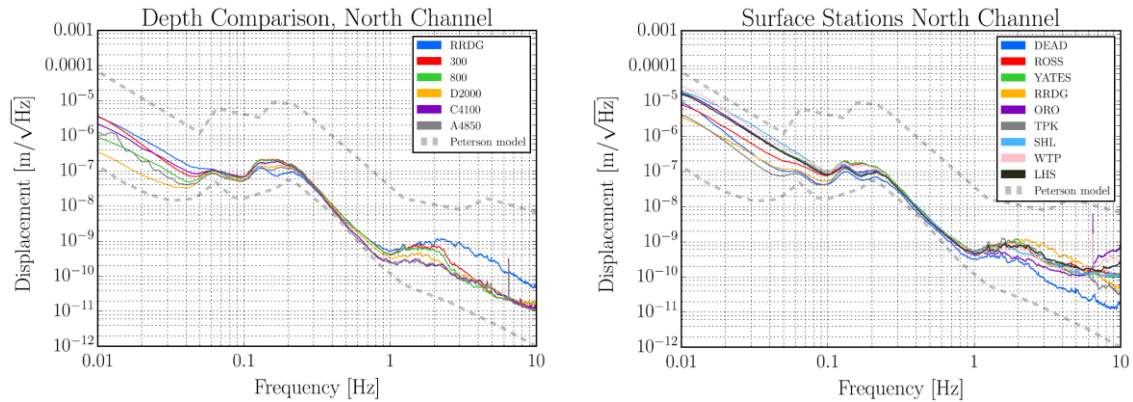 Depth Comparison, North Channel
Displacement [m/√Hz]
0.001
0.0001
10⁻⁵
10⁻⁶
10⁻⁷
10⁻⁸
10⁻⁹
10⁻¹⁰
10⁻¹¹
10⁻¹²
RRDG
300
800
D2000
C4100
A4850
Peterson model
0.01
0.1
1
10
Frequency [Hz]
Surface Stations North Channel
Displacement [m/√Hz]
0.001
0.0001
10⁻⁵
10⁻⁶
10⁻⁷
10⁻⁸
10⁻⁹
10⁻¹⁰
10⁻¹¹
10⁻¹²
DEAD
ROSS
YATES
RRDG
ORO
TPK
SHL
WTP
LHS
Peterson model
0.01
0.1
1
10
Frequency [Hz]